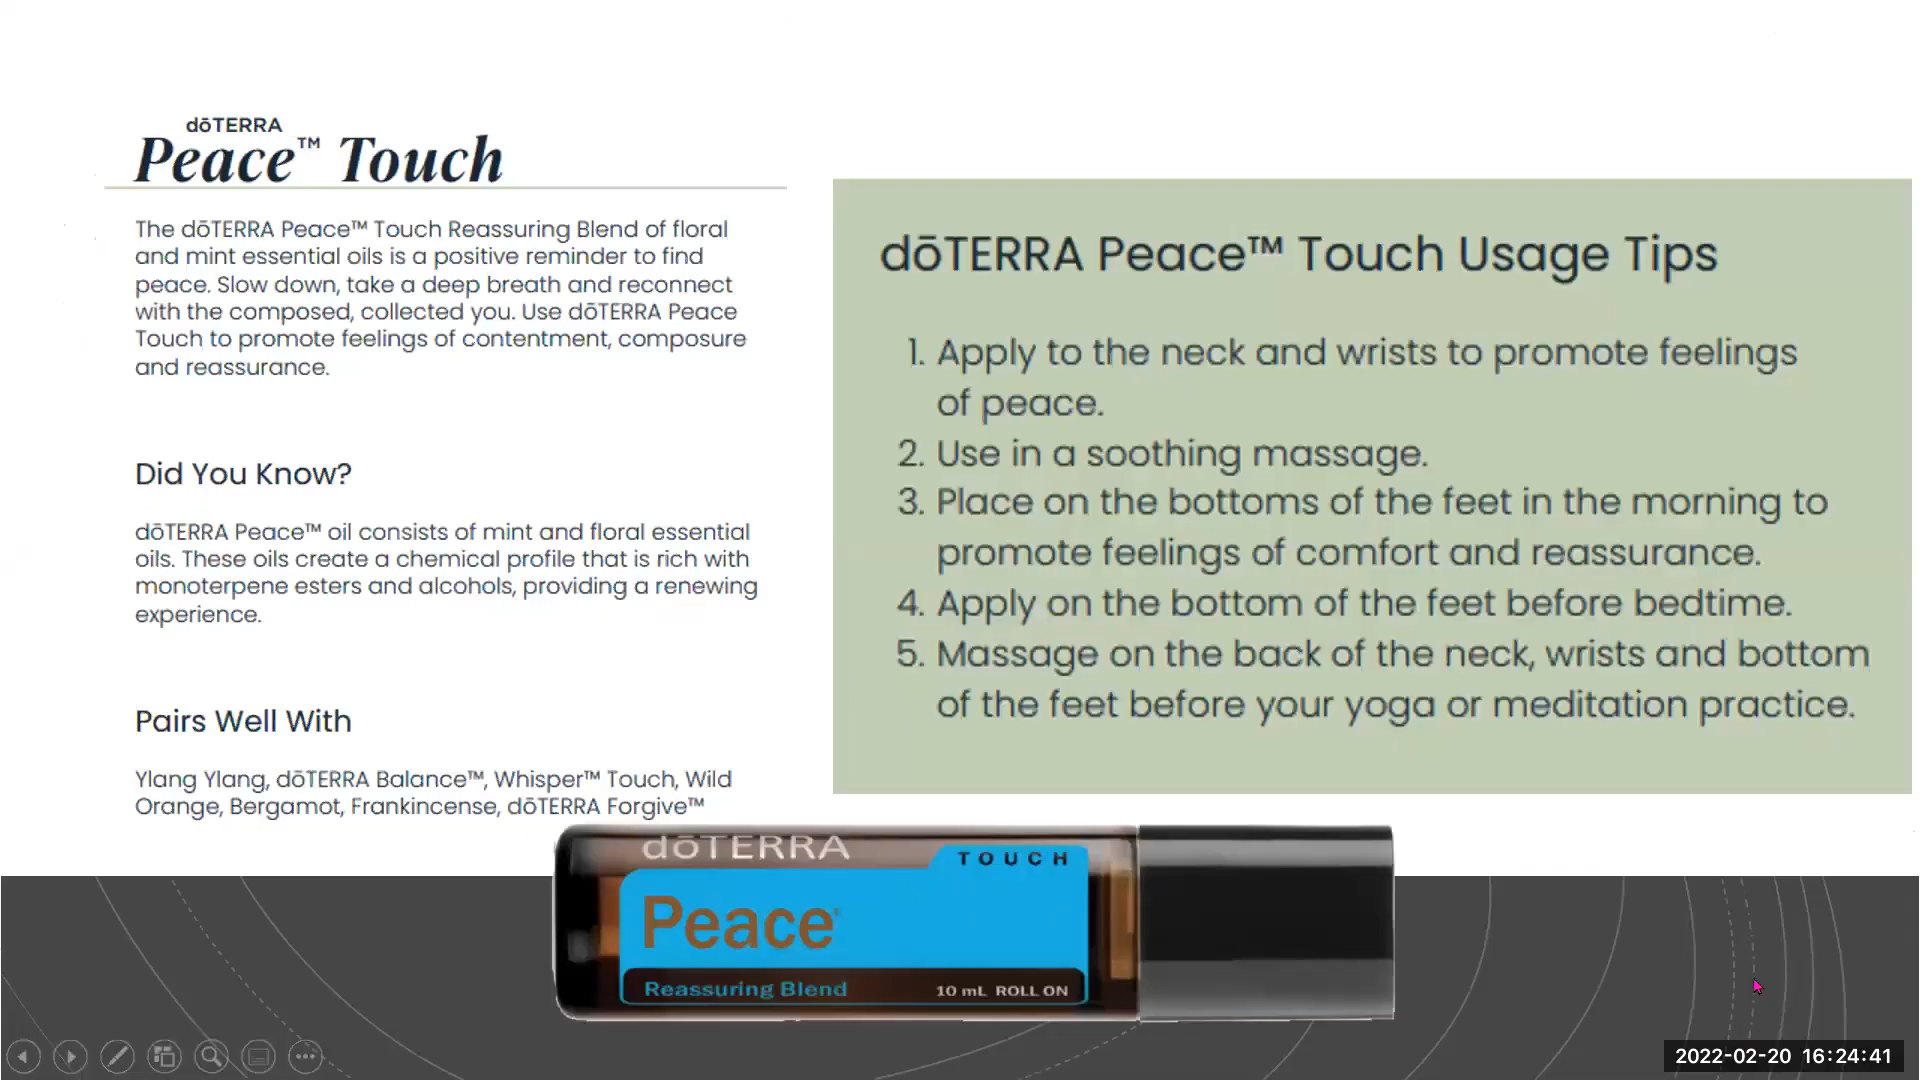 dōTERRA
Peace™ Touch
The dōTERRA Peace™ Touch Reassuring Blend of floral
and mint essential oils is a positive reminder to find
peace. Slow down, take a deep breath and reconnect
with the composed, collected you. Use dōTERRA Peace
Touch to promote feelings of contentment, composure
and reassurance.
Did You Know?
dōTERRA Peace™ oil consists of mint and floral essential
oils. These oils create a chemical profile that is rich with
monoterpene esters and alcohols, providing a renewing
experience.
Pairs Well With
Ylang Ylang, dōTERRA Balance™, Whisper™ Touch, Wild
Orange, Bergamot, Frankincense, dōTERRA Forgive™
dōTERRA Peace™ Touch Usage Tips
1. Apply to the neck and wrists to promote feelings
of peace.
2. Use in a soothing massage.
3. Place on the bottoms of the feet in the morning to
promote feelings of comfort and reassurance.
4. Apply on the bottom of the feet before bedtime.
5. Massage on the back of the neck, wrists and bottom
of the feet before your yoga or meditation practice.
dōTERRA
TOUCH
Peace
Reassuring Blend
10 mL ROLL ON
2022-02-20 16:24:41